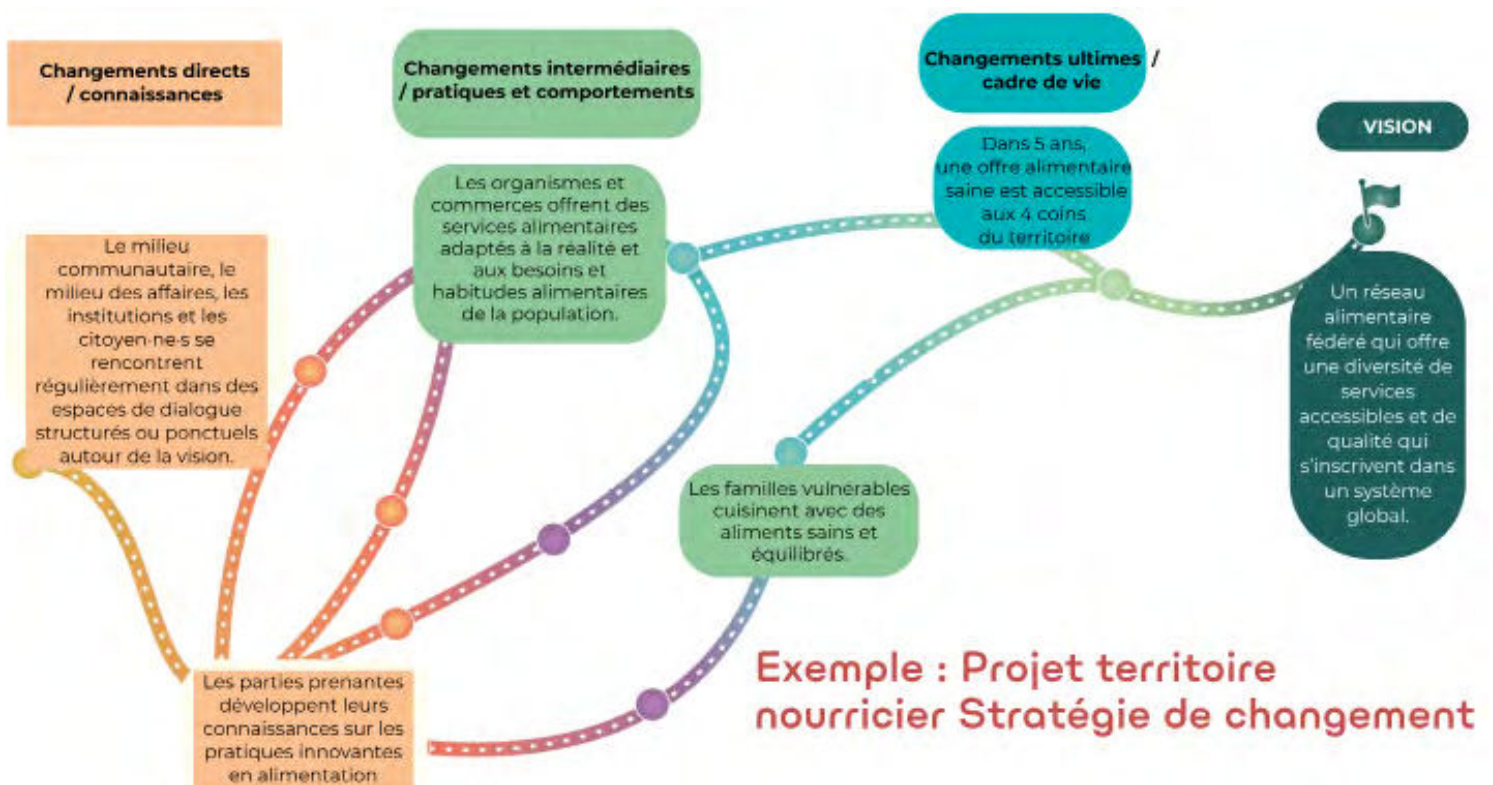 Changements directs
/ connaissances
Changements intermédiaires
/ pratiques et comportements
Changements ultimes /
cadre de vie
VISION
Le milieu
communautaire, le
milieu des affaires, les
institutions et les
citoyen·ne·s se
rencontrent
régulièrement dans des
espaces de dialogue
structurés ou ponctuels
autour de la vision.
Les organismes et
commerces offrent des
services alimentaires
adaptés à la réalité et
aux besoins et
habitudes alimentaires
de la population.
Dans 5 ans,
une offre alimentaire
saine est accessible
aux 4 coins
du territoire
Un réseau
alimentaire
fédéré qui offre
une diversité de
services
accessibles et de
qualité qui
s'inscrivent dans
un système
global.
Les familles vulnérables
cuisinent avec des
aliments sains et
équilibrés.
Les parties prenantes
développent leurs
connaissances sur les
pratiques innovantes
en alimentation
Exemple : Projet territoire
nourricier Stratégie de changement